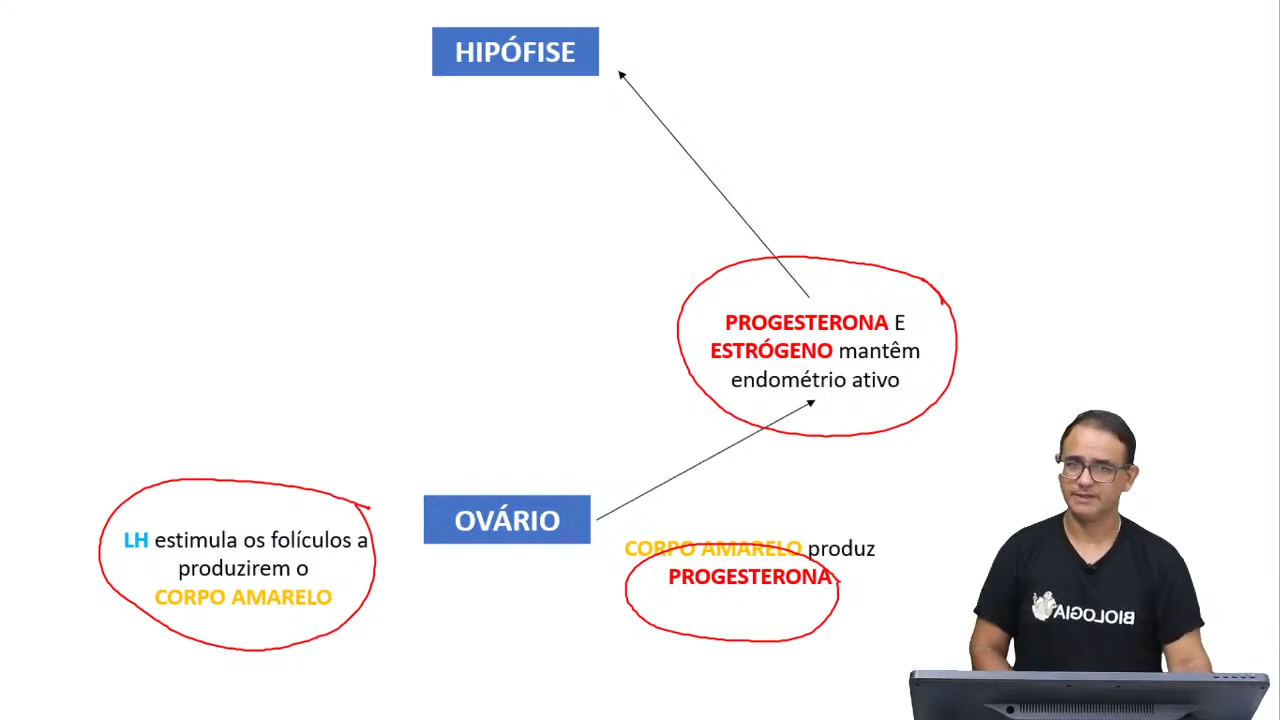 HIPÓFISE
PROGESTERONA E
ESTRÓGENO mantêm
endométrio ativo
OVÁRIO
LH estimula os folículos a
produzirem o
CORPO AMARELO
CORPO AMARELO produz
PROGESTERONA
BIOLOGIA